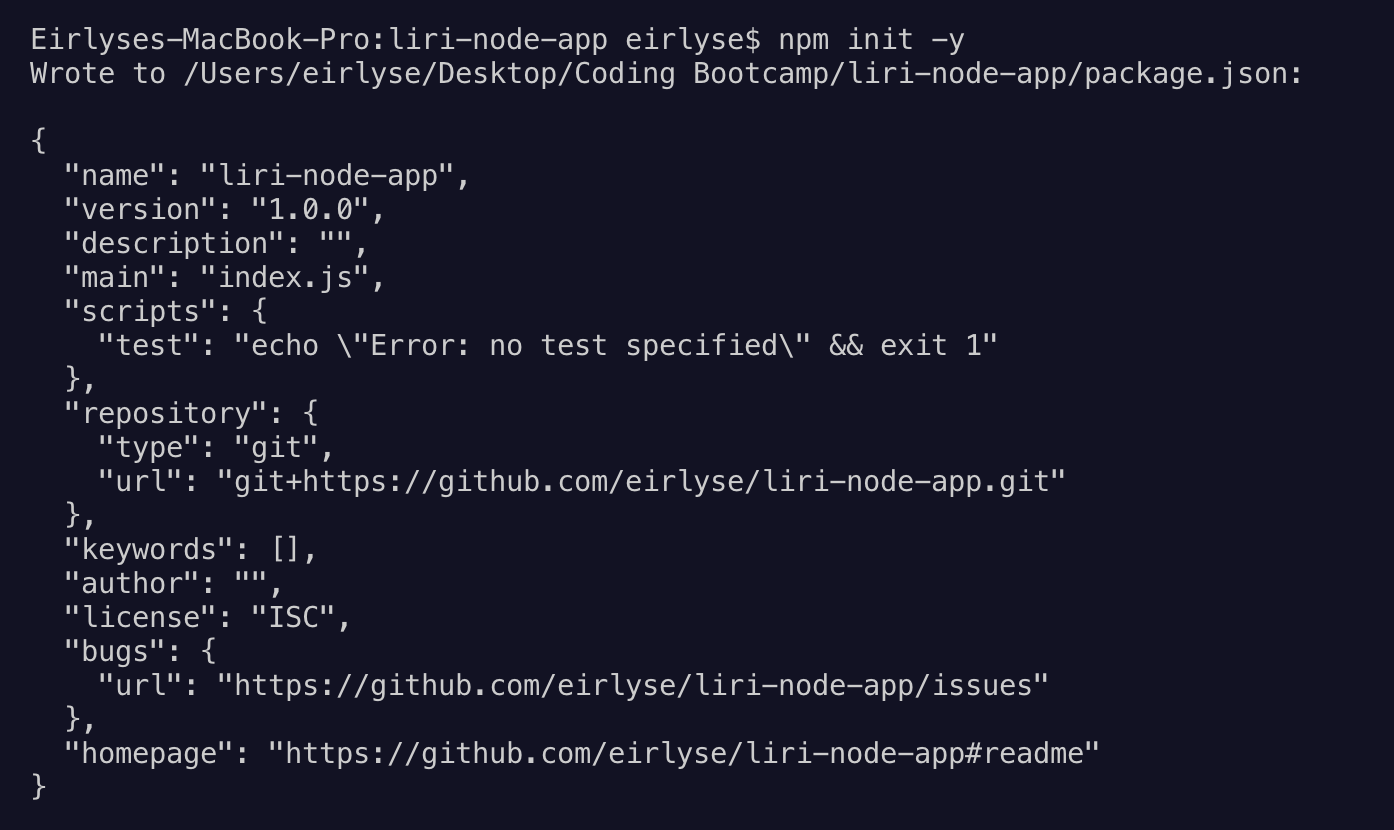 Eirlyses-MacBook-Pro:liri-node-app eirlyse$ npm init -y
Wrote to /Users/eirlyse/Desktop/Coding Bootcamp/liri-node-app/package.json:

{
  "name": "liri-node-app",
  "version": "1.0.0",
  "description": "",
  "main": "index.js",
  "scripts": {
    "test": "echo \"Error: no test specified\" && exit 1"
  },
  "repository": {
    "type": "git",
    "url": "git+https://github.com/eirlyse/liri-node-app.git"
  },
  "keywords": [],
  "author": "",
  "license": "ISC",
  "bugs": {
    "url": "https://github.com/eirlyse/liri-node-app/issues"
  },
  "homepage": "https://github.com/eirlyse/liri-node-app#readme"
}